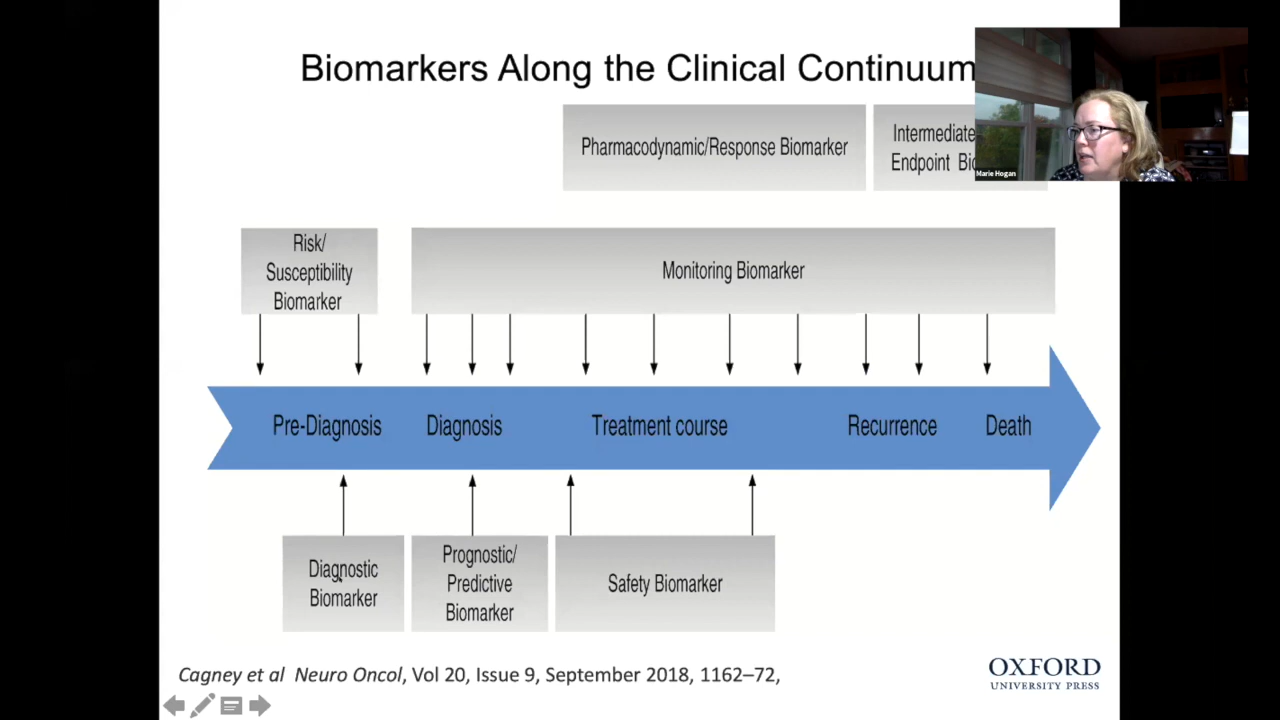 Biomarkers Along the Clinical Continuum
Pharmacodynamic/Response Biomarker
Intermediate
Endpoint
Marie Hogan
Risk/
Susceptibility
Biomarker
Monitoring Biomarker
Pre-Diagnosis
Diagnosis
Treatment course
Recurrence
Death
Diagnostic
Biomarker
Prognostic/
Predictive
Biomarker
Safety Biomarker
Cagney et al Neuro Oncol, Vol 20, Issue 9, September 2018, 1162–72,
OXFORD
UNIVERSITY PRESS